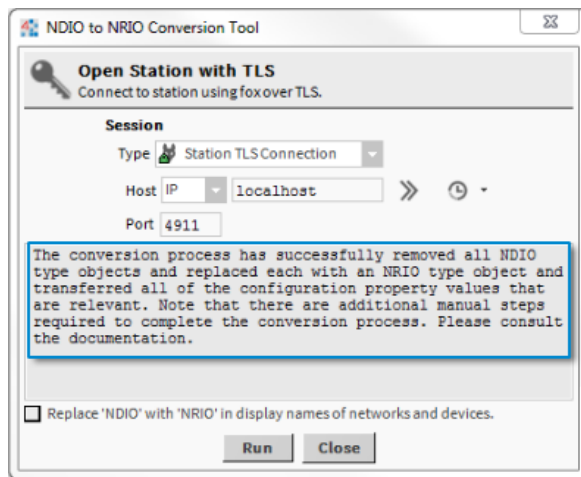 NDIO to NRIO Conversion Tool
Open Station with TLS
Connect to station using foxover TLS.
Session
Type Station TLS Connection
Host IP localhost
Port 4911
The conversion process has successfully removed all NDIO
type objects and replaced each with an NRIO type object and
transferred all of the configuration property values that
are relevant. Note that there are additional manual steps
required to complete the conversion process. Please consult
the documentation.
Replace 'NDIO' with 'NRIO' in display names of networks and devices.
Run Close